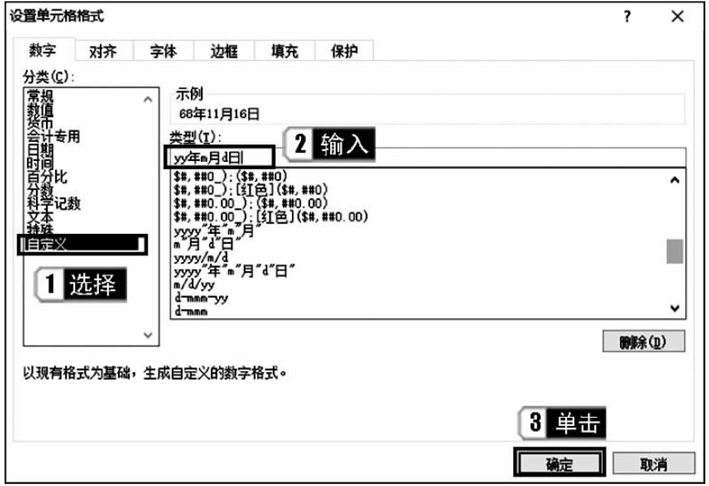 设置单元格格式 ? ×
数字 对齐 字体 边框 填充 保护
分类(C):
常规
数值
货币
会计专用
日期
时间
百分比
分数
科学记数
文本
特殊
自定义
1 选择
示例
68年11月16日
类型(T):
2 输入
yy年m月d日
$#,##0_);($#,##0)
$#,##0_);[红色]($#,##0)
$#,##0.00_);($#,##0.00)
$#,##0.00_);[红色]($#,##0.00)
yyyy"年"m"月"
m"月"d"日"
yyyy/m/d
yyyy"年"m"月"d"日"
m/d/yy
d-mmm-yy
d-mmm
删除(D)
以现有格式为基础，生成自定义的数字格式。
3 单击
确定 取消